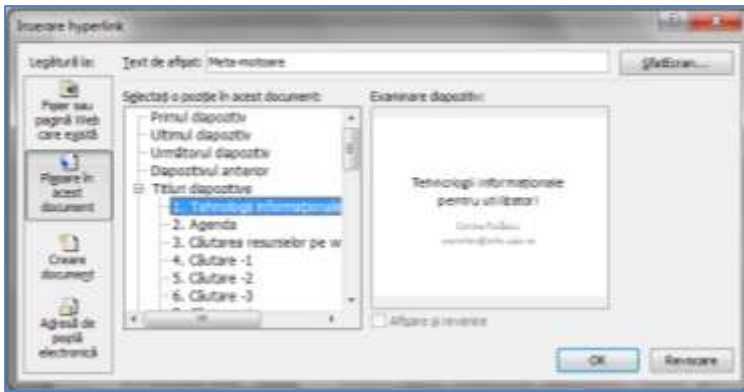 Inserare hyperlink
Legătură la:
Text de afișat: Meta-motoare
SfatEcran...
Fișier sau
pagină Web
care există
Plasare în
acest
document
Creare
document
Adresă de
poștă
electronică
Selectați o poziție în acest document:
Primul diapozitiv
Ultimul diapozitiv
Următorul diapozitiv
Diapozitivul anterior
Titluri diapozitive
1. Tehnologii informaționale
2. Agenda
3. Căutarea resurselor pe w
4. Căutare -1
5. Căutare -2
6. Căutare -3
Examinare diapozitiv:
Tehnologii informaționale
pentru utilizatori
Afișare și revenire
OK
Revocare